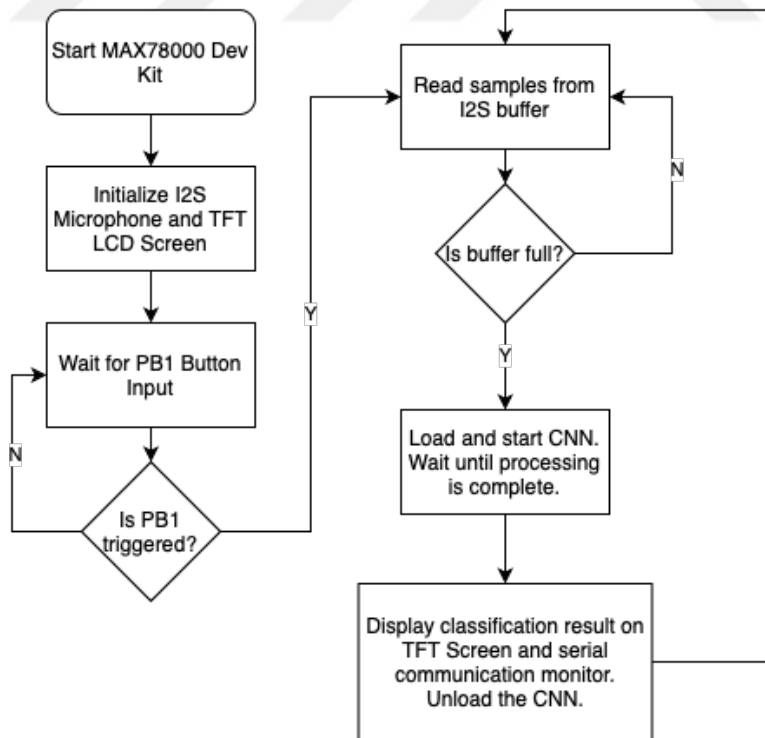 Start MAX78000 Dev
Kit
Initialize I2S
Microphone and TFT
LCD Screen
Wait for PB1 Button
Input
N
Is PB1
triggered?
Y
Read samples from
I2S buffer
N
Is buffer full?
Y
Load and start CNN.
Wait until processing
is complete.
Display classification result on
TFT Screen and serial
communication monitor.
Unload the CNN.